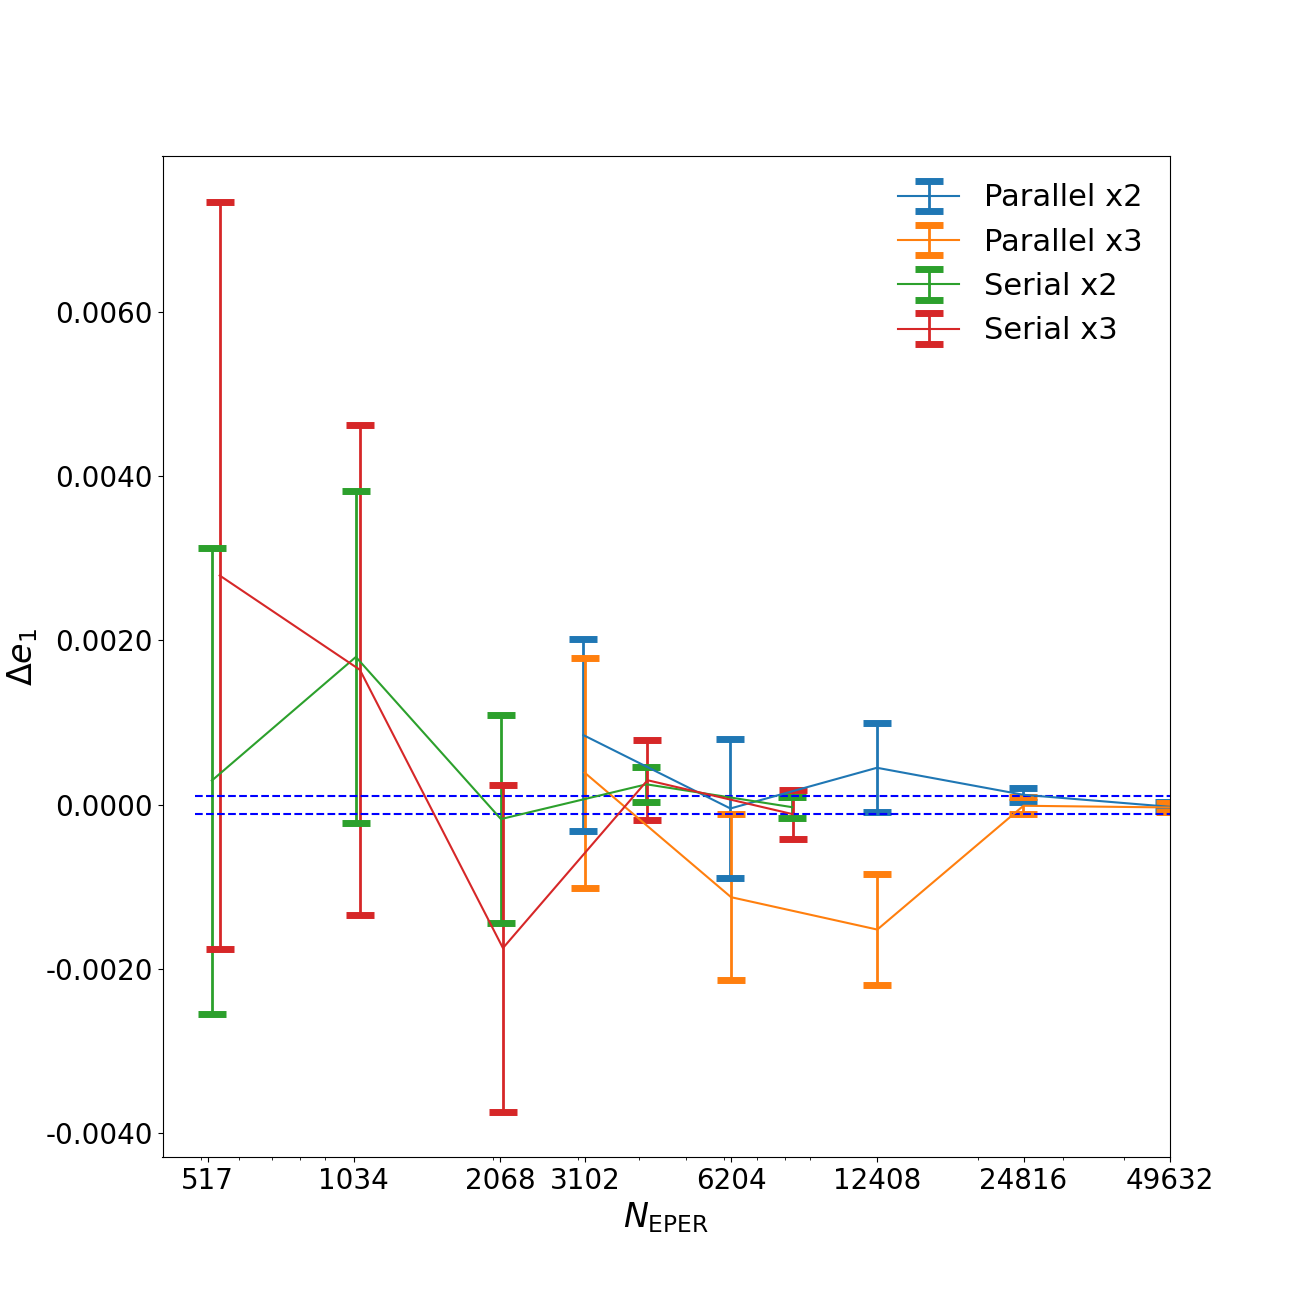 Parallel x2
Parallel x3
Serial x2
Serial x3
0.0060
0.0040
0.0020
0.0000
-0.0020
-0.0040
Δe₁
517 1034 2068 3102 6204 12408 24816 49632
N_EPER